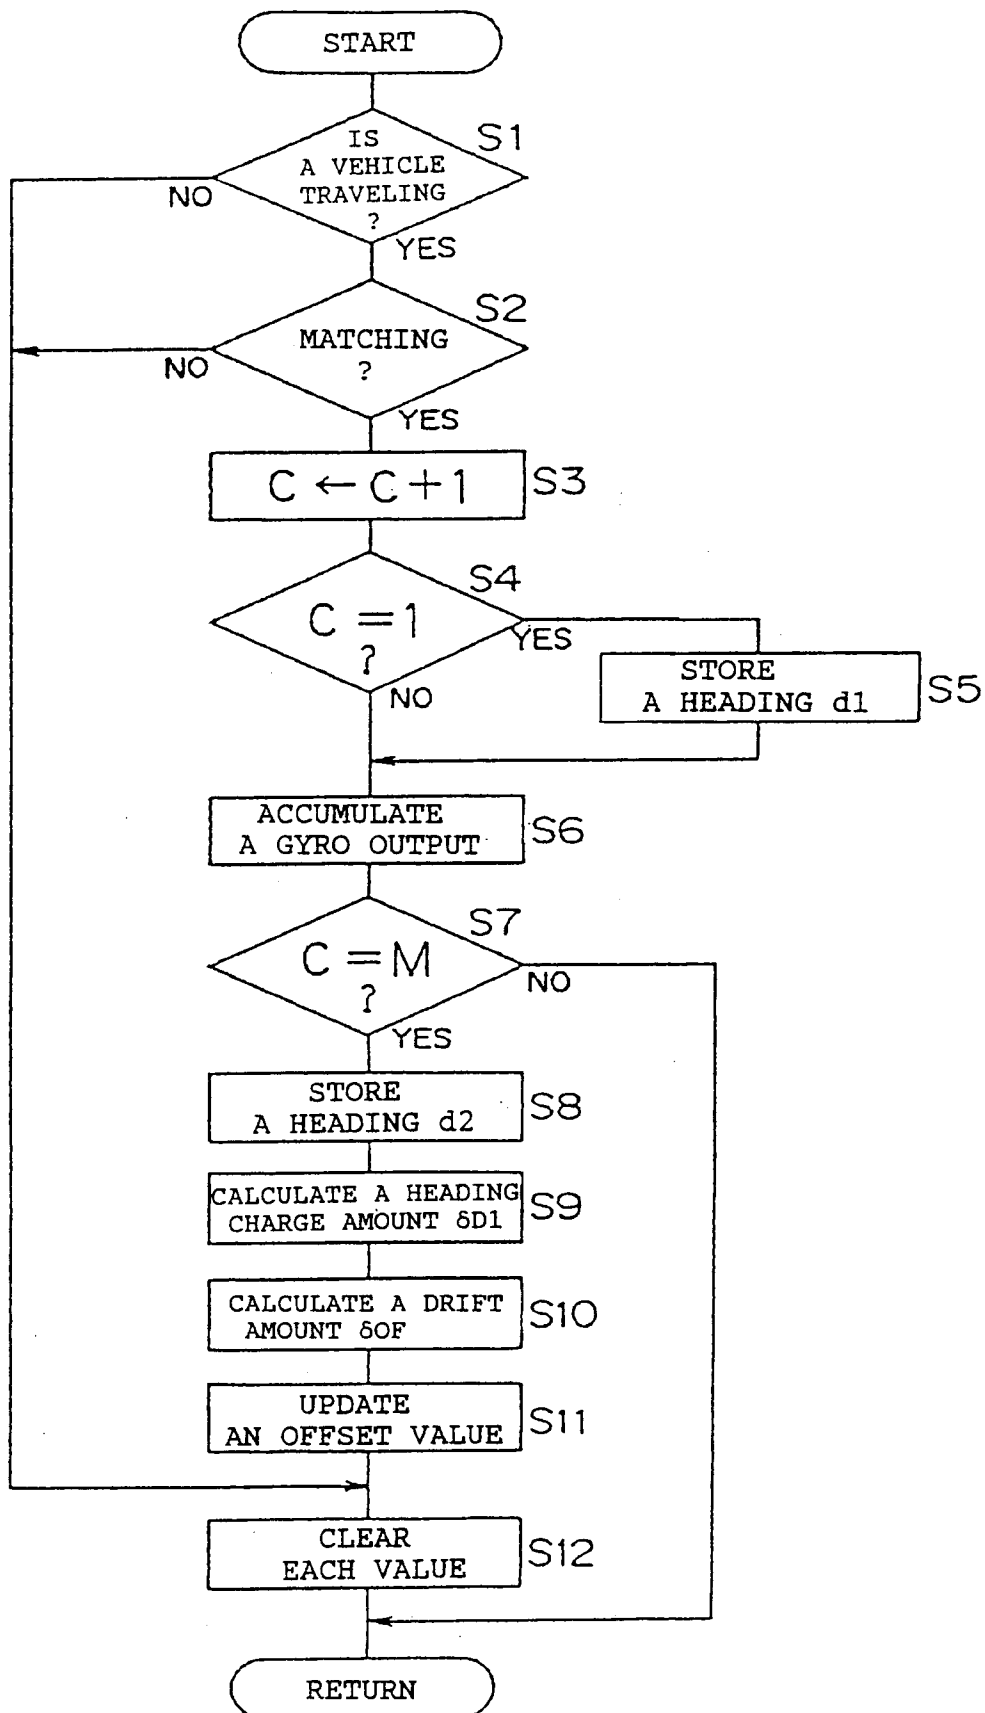 START
IS
A VEHICLE
TRAVELING
?
S1
NO
YES
MATCHING
?
S2
NO
YES
C ← C + 1
S3
C = 1
?
S4
YES
NO
STORE
A HEADING d1
S5
ACCUMULATE
A GYRO OUTPUT
S6
C = M
?
S7
NO
YES
STORE
A HEADING d2
S8
CALCULATE A HEADING
CHARGE AMOUNT δD1
S9
CALCULATE A DRIFT
AMOUNT δOF
S10
UPDATE
AN OFFSET VALUE
S11
CLEAR
EACH VALUE
S12
RETURN